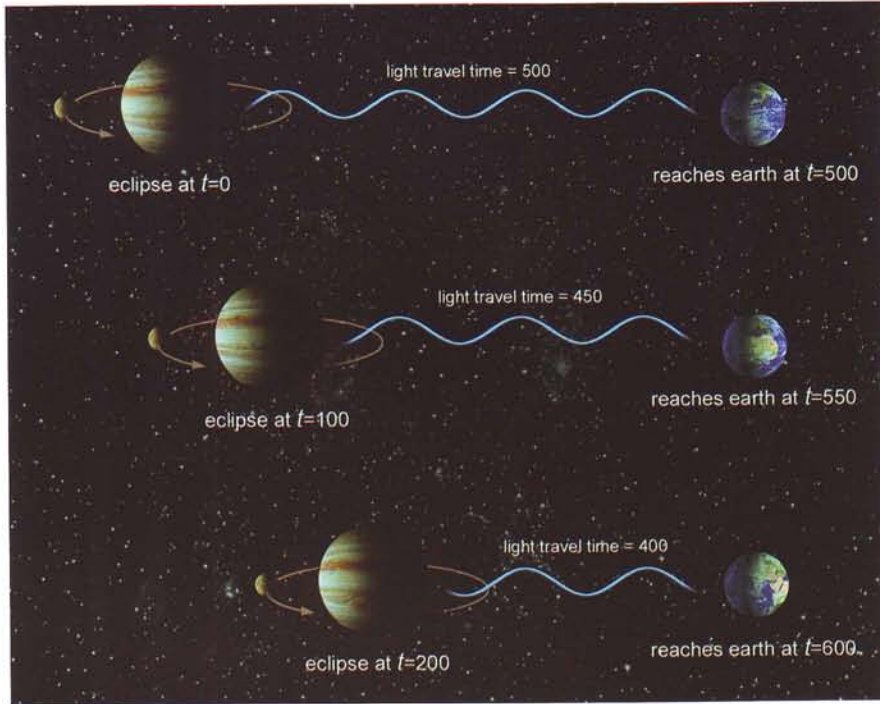 light travel time = 500
eclipse at t=0
reaches earth at t=500
light travel time = 450
eclipse at t=100
reaches earth at t=550
light travel time = 400
eclipse at t=200
reaches earth at t=600